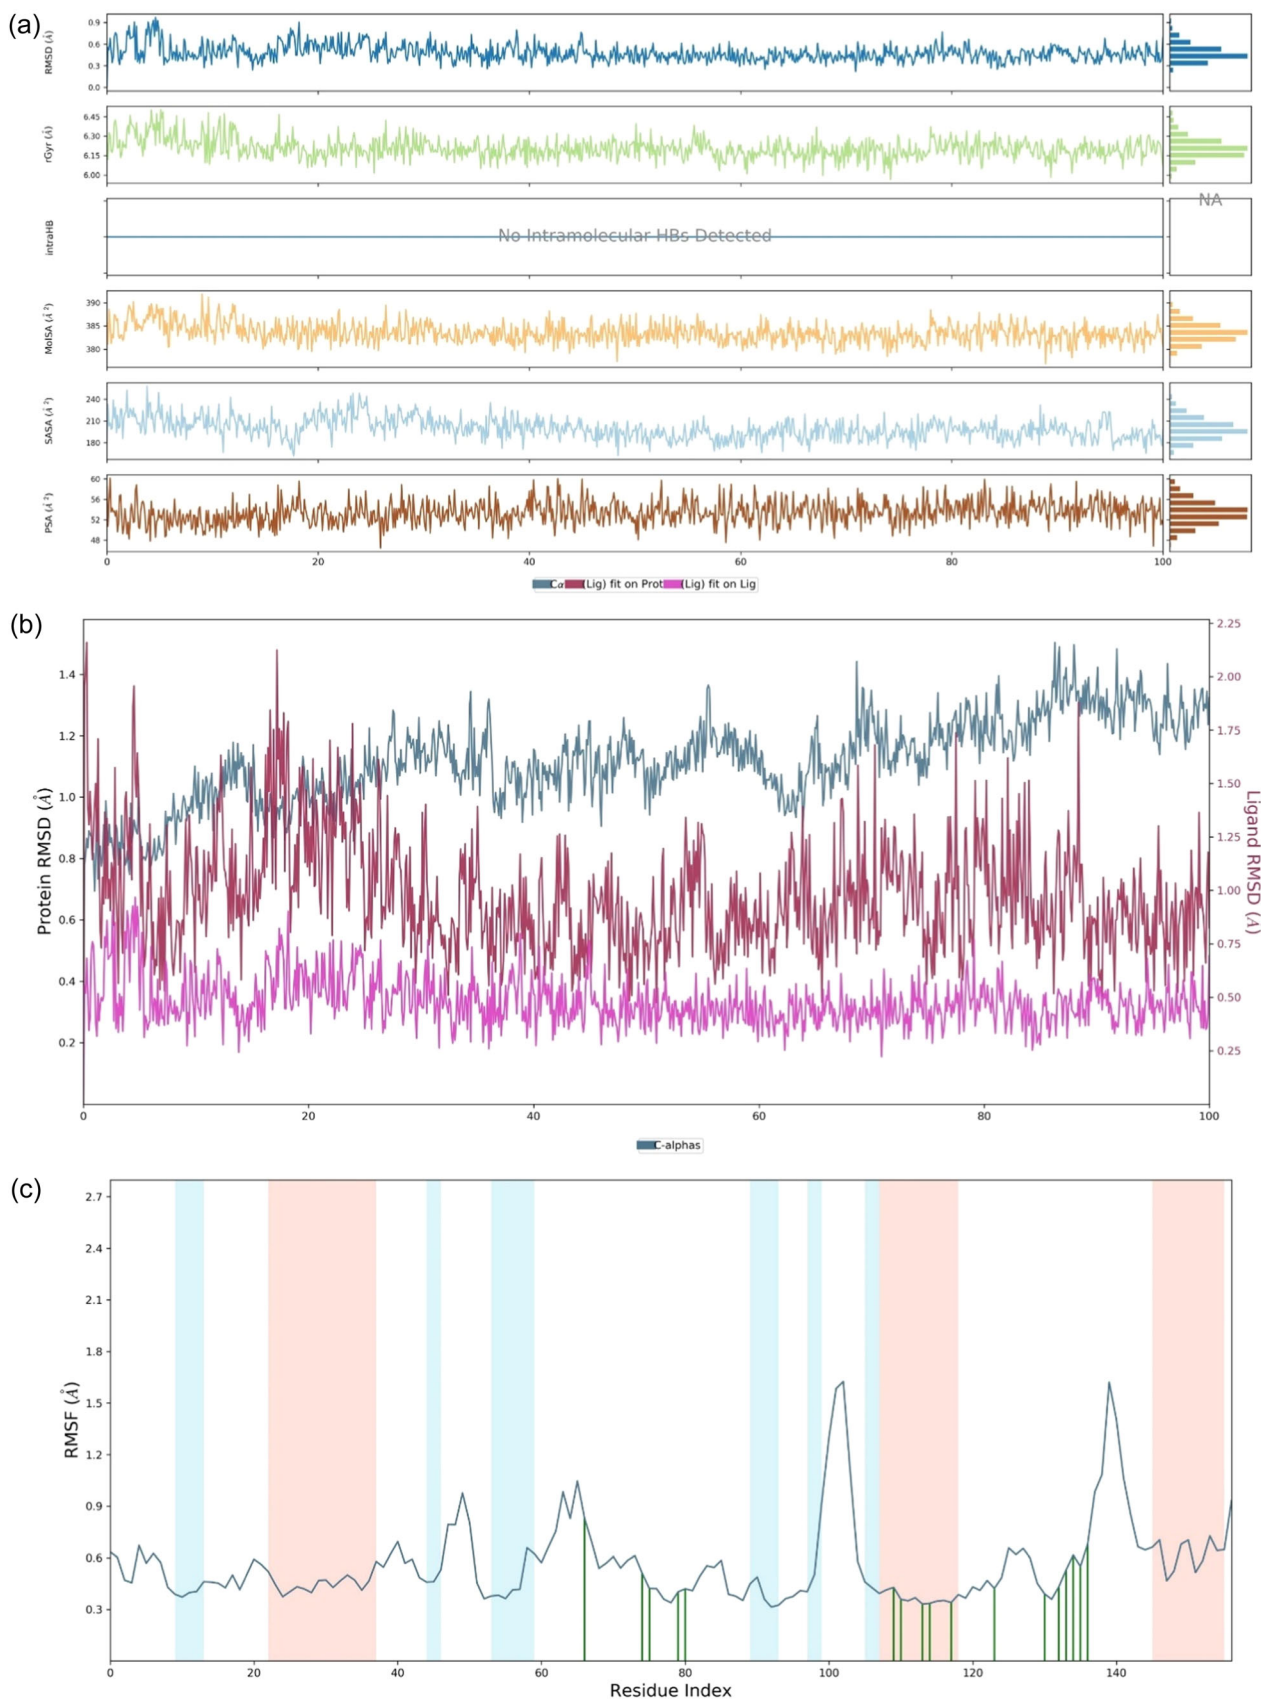 (a)
RMSD (Å)
0.9
0.6
0.3
0.0
rGyr (Å)
6.45
6.30
6.15
6.00
intraHB
No Intramolecular HBs Detected
NA
MolSA (Å²)
390
385
380
SASA (Å²)
240
210
180
PSA (Å²)
60
56
52
48
0 20 40 60 80 100
Cα (Lig) fit on Prot (Lig) fit on Lig
(b)
Protein RMSD (Å)
1.4
1.2
1.0
0.8
0.6
0.4
0.2
2.25
2.00
1.75
1.50
1.25
1.00
0.75
0.50
0.25
Ligand RMSD (Å)
0 20 40 60 80 100
C-alphas
(c)
RMSF (Å)
2.7
2.4
2.1
1.8
1.5
1.2
0.9
0.6
0.3
0 20 40 60 80 100 120 140
Residue Index